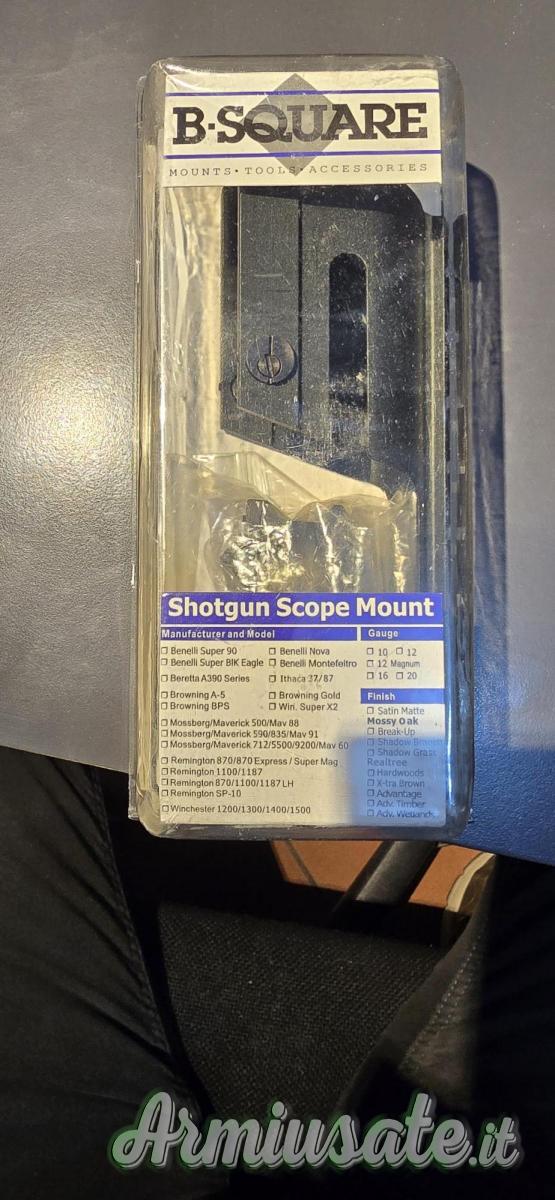 B·SQUARE
MOUNTS·TOOLS·ACCESSORIES
Shotgun Scope Mount
Manufacturer and Model
☐ Benelli Super 90 ☐ Benelli Nova
☐ Benelli Super BlK Eagle ☐ Benelli Montefeltro
☐ Beretta A390 Series ☐ Ithaca 37/87
☐ Browning A-5 ☐ Browning Gold
☐ Browning BPS ☐ Win. Super X2
☐ Mossberg/Maverick 500/Mav 88
☐ Mossberg/Maverick 590/835/Mav 91
☐ Mossberg/Maverick 712/5500/9200/Mav 60
☐ Remington 870/870 Express / Super Mag
☐ Remington 1100/1187
☐ Remington 870/1100/1187 LH
☐ Remington SP-10
☐ Winchester 1200/1300/1400/1500
Gauge
☐ 10 ☐ 12
☐ 12 Magnum
☐ 16 ☐ 20
Finish
☐ Satin Matte
Mossy Oak
☐ Break-Up
☐ Shadow Branch
☐ Shadow Grass
Realtree
☐ Hardwoods
☐ X-tra Brown
☐ Advantage
☐ Adv. Timber
☐ Adv. Wetlands
Armiusate.it